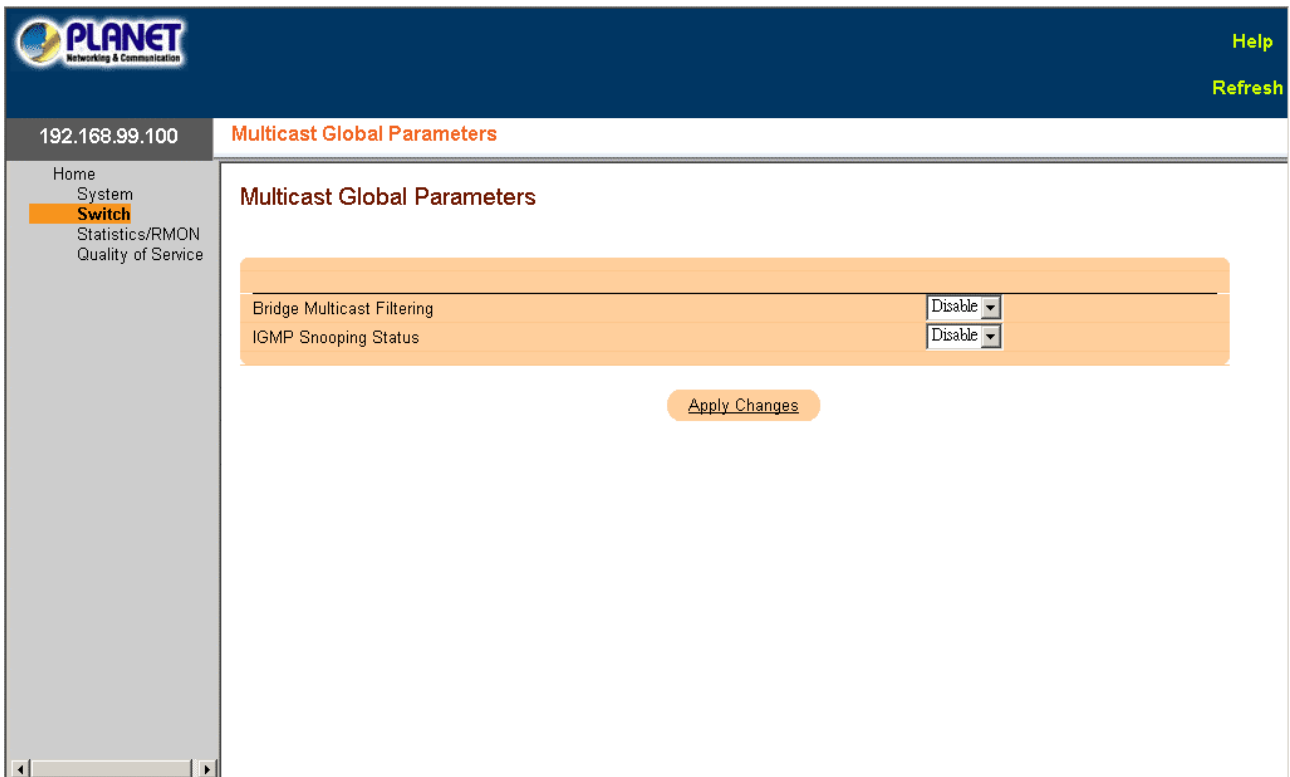 PLANET
Networking & Communication
Help
Refresh
192.168.99.100
Multicast Global Parameters
Home
System
Switch
Statistics/RMON
Quality of Service
Multicast Global Parameters
Bridge Multicast Filtering Disable
IGMP Snooping Status Disable
Apply Changes